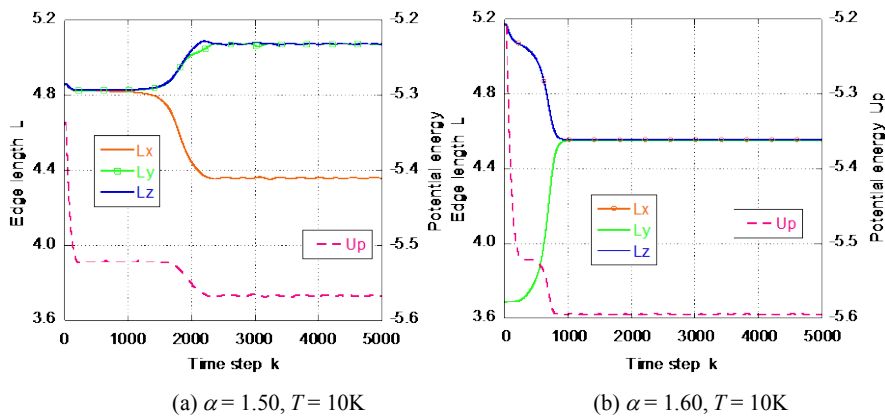 5.2
4.8
4.4
4.0
3.6
Edge length L
0
1000
2000
3000
4000
5000
Time step k
-5.2
-5.3
-5.4
-5.5
-5.6
Potential energy
Lx
Ly
Lz
Up
(a) α = 1.50, T = 10K
5.2
4.8
4.4
4.0
3.6
Edge length L
0
1000
2000
3000
4000
5000
Time step k
-5.2
-5.3
-5.4
-5.5
-5.6
Potential energy Up
Lx
Ly
Lz
Up
(b) α = 1.60, T = 10K